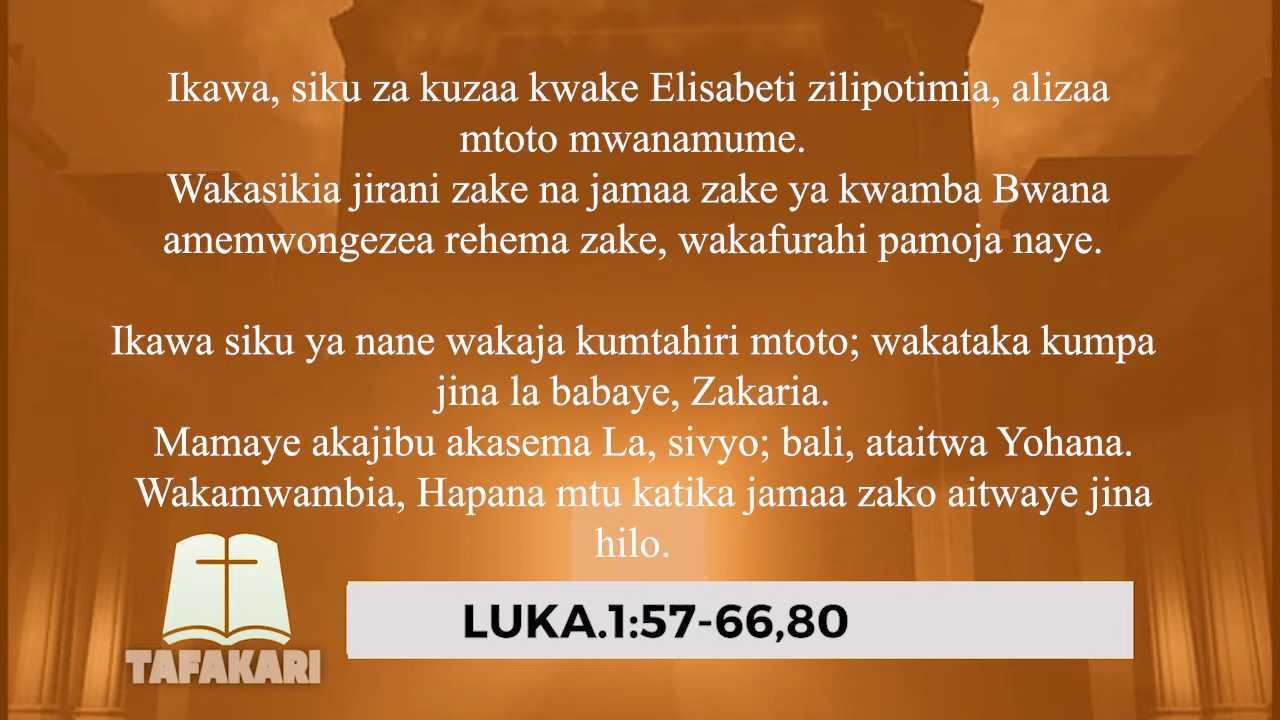 Ikawa, siku za kuzaa kwake Elisabeti zilipotimia, alizaa
mtoto mwanamume.
Wakasikia jirani zake na jamaa zake ya kwamba Bwana
amemwongezea rehema zake, wakafurahi pamoja naye.
Ikawa siku ya nane wakaja kumtahiri mtoto; wakataka kumpa
jina la babaye, Zakaria.
Mamaye akajibu akasema La, sivyo; bali, ataitwa Yohana.
Wakamwambia, Hapana mtu katika jamaa zako aitwaye jina
hilo.
LUKA.1:57-66,80
TAFAKARI